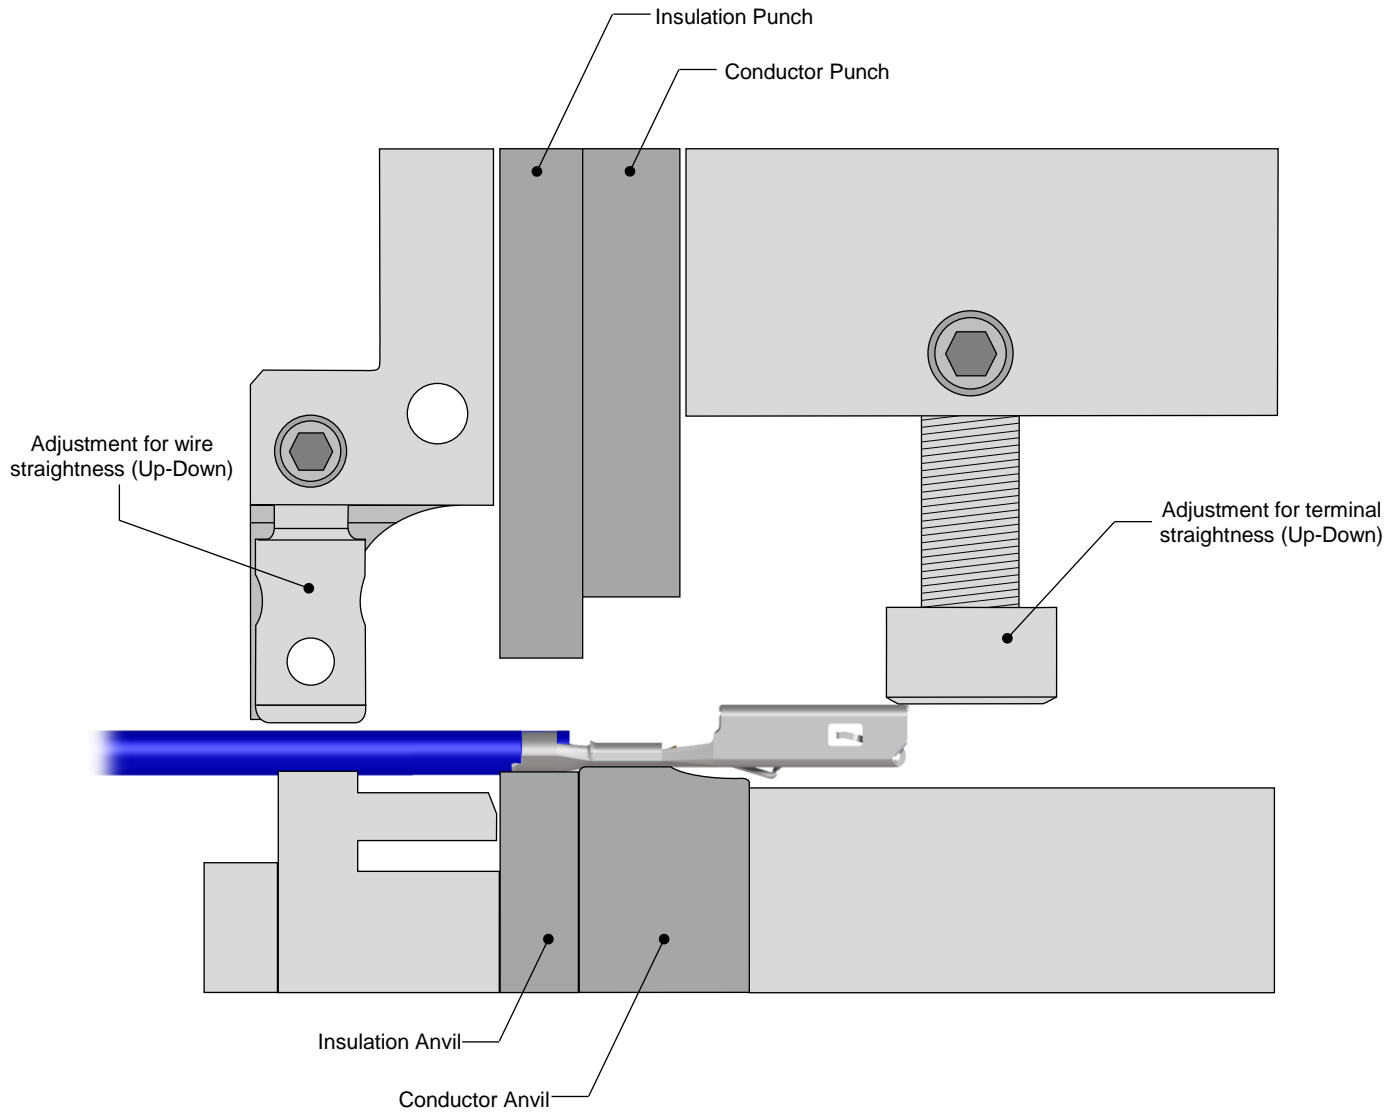 Insulation Punch
Conductor Punch
Adjustment for wire
straightness (Up-Down)
Adjustment for terminal
straightness (Up-Down)
Insulation Anvil
Conductor Anvil